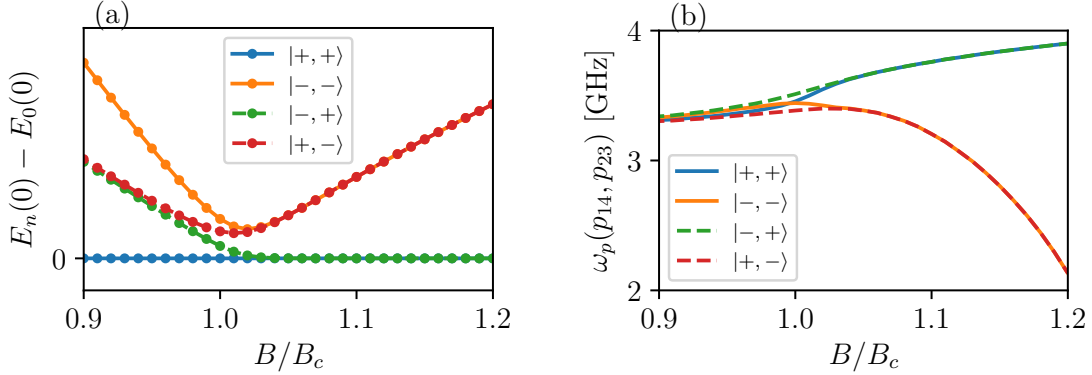 (a)
E_n(0) − E_0(0)
0
|+, +⟩
|−, −⟩
|−, +⟩
|+, −⟩
0.9 1.0 1.1 1.2
B/B_c
(b)
ω_p(p_14, p_23) [GHz]
4
3
2
|+, +⟩
|−, −⟩
|−, +⟩
|+, −⟩
0.9 1.0 1.1 1.2
B/B_c